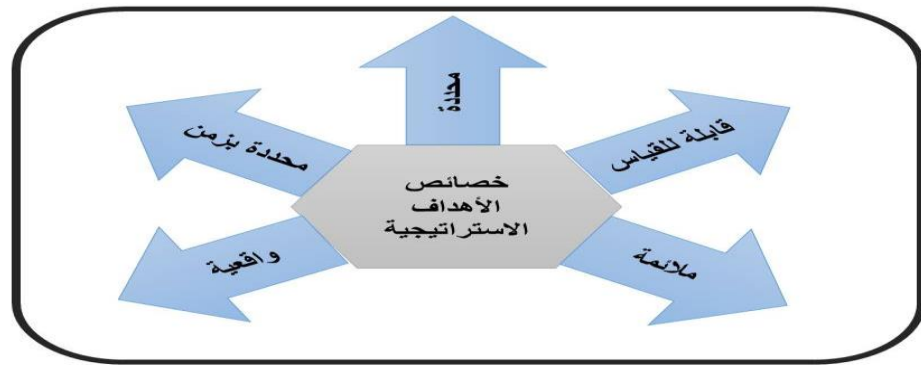 محددة
قابلة للقياس
محددة بزمن
خصائص
الأهداف
الاستراتيجية
ملائمة
واقعية